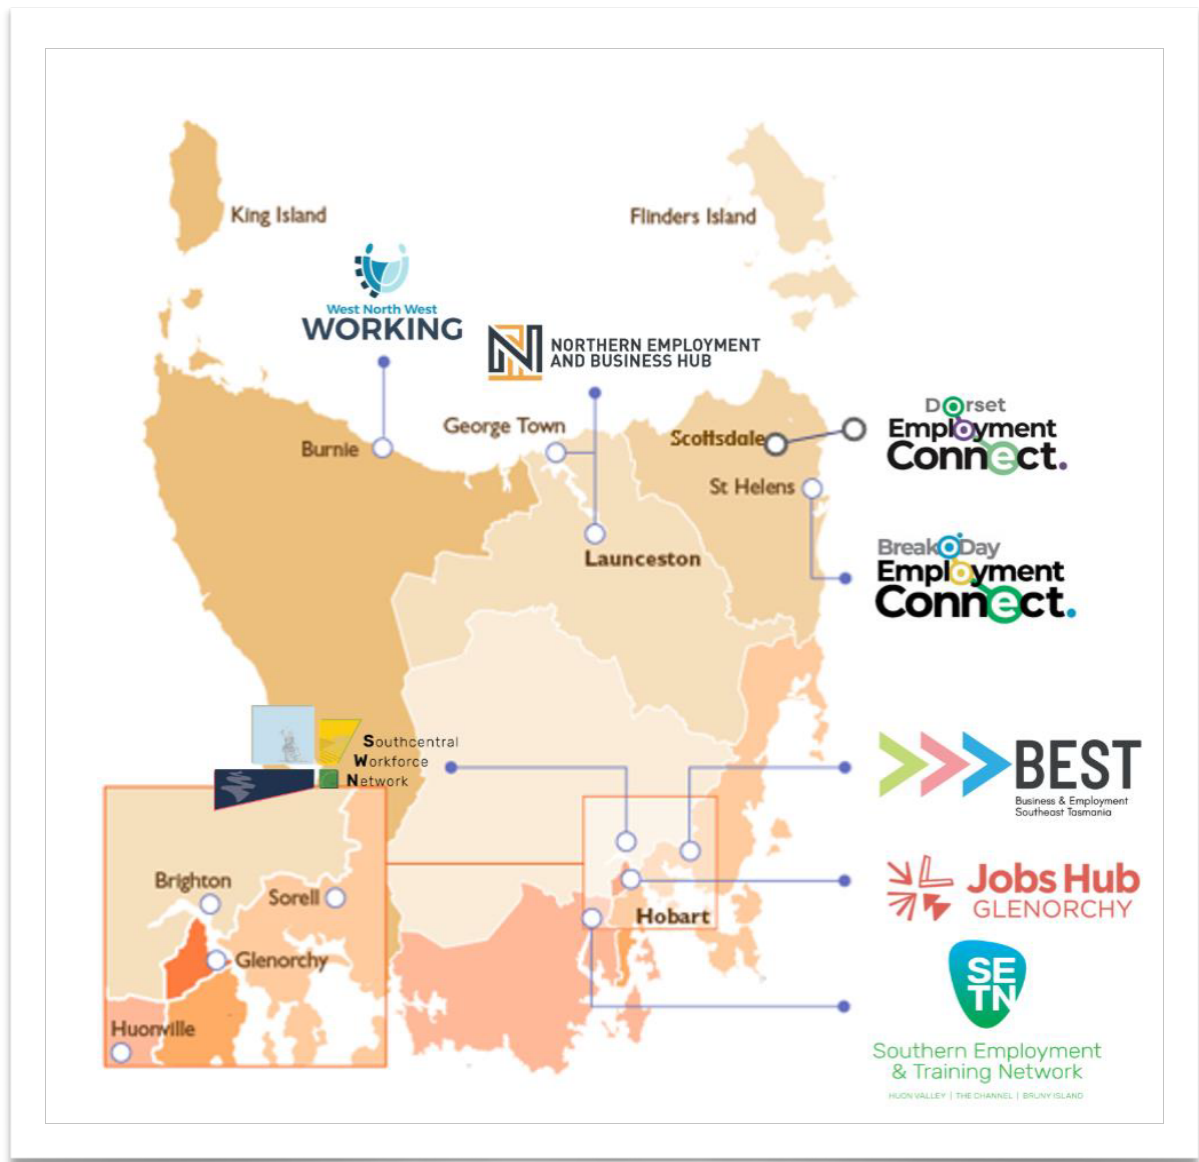 King Island
Flinders Island
West North West
WORKING
NORTHERN EMPLOYMENT
AND BUSINESS HUB
George Town
Burnie
Scottsdale
Dorset
Employment
Connect.
St Helens
Launceston
BreakODay
Employment
Connect.
Southcentral
Workforce
Network
BEST
Business & Employment
Southeast Tasmania
Brighton
Sorell
Glenorchy
Huonville
Hobart
Jobs Hub
GLENORCHY
SE
TN
Southern Employment
& Training Network
HUON VALLEY | THE CHANNEL | BRUNY ISLAND